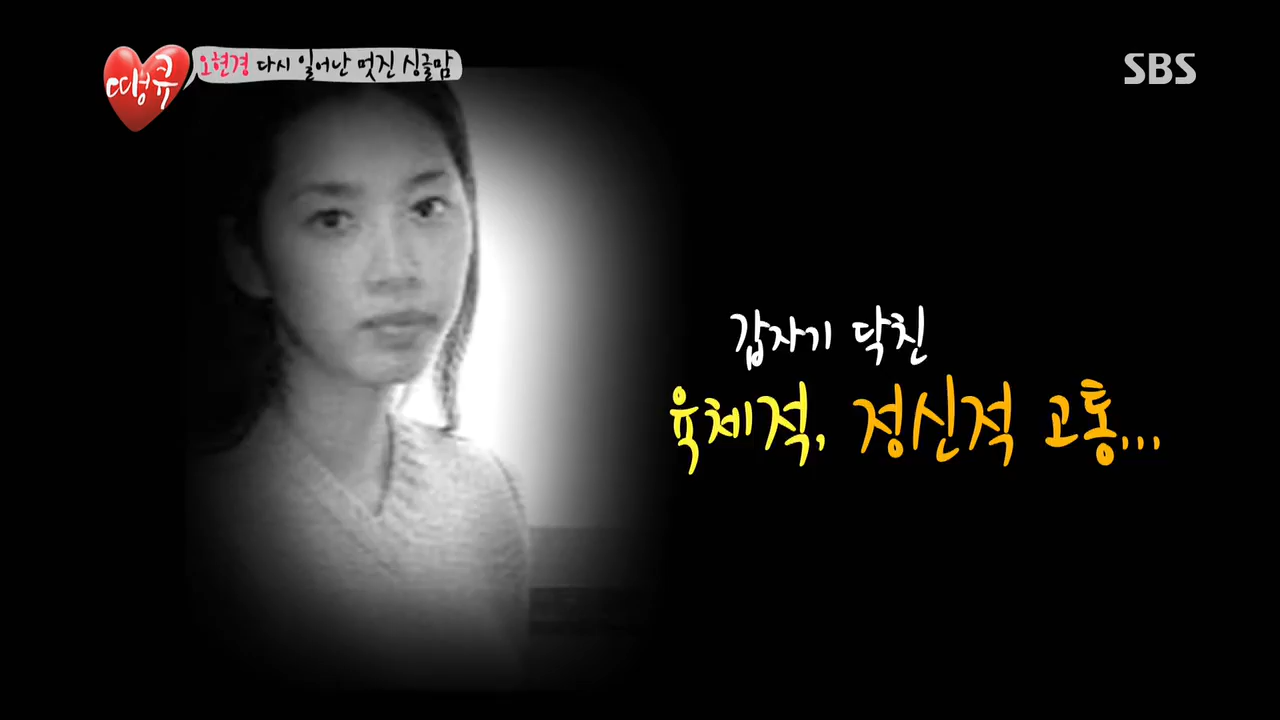 땡큐
오현경 다시 일어난 멋진 싱글맘
SBS
갑자기 닥친
육체적, 정신적 고통...